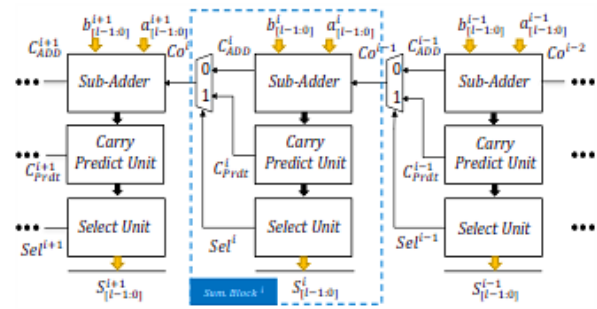 b^{i+1}_{[l-1:0]} a^{i+1}_{[l-1:0]} b^{i}_{[l-1:0]} a^{i}_{[l-1:0]} b^{i-1}_{[l-1:0]} a^{i-1}_{[l-1:0]}
C^{i+1}_{ADD} Co^{i} C^{i}_{ADD} Co^{i-1} C^{i-1}_{ADD} Co^{i-2}
Sub-Adder 0 Sub-Adder 0 Sub-Adder
1 1
Carry Predict Unit
Carry Predict Unit
Carry Predict Unit
C^{i+1}_{Prdt} C^{i}_{Prdt} C^{i-1}_{Prdt}
Select Unit Select Unit Select Unit
Sel^{i+1} Sel^{i} Sel^{i-1}
S^{i+1}_{[l-1:0]} Sum. Block^{i} S^{i}_{[l-1:0]} S^{i-1}_{[l-1:0]}